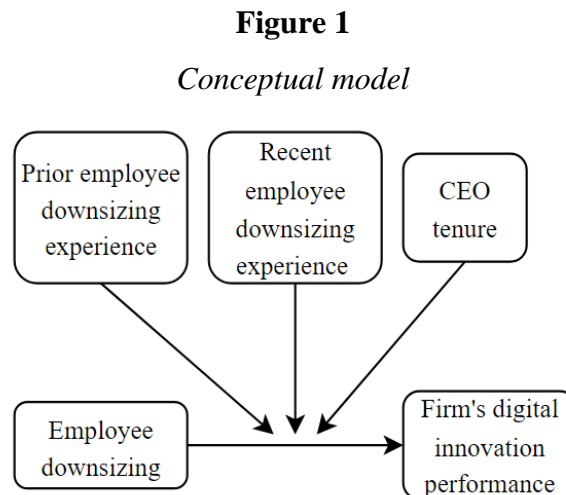 Figure 1
Conceptual model
Prior employee
downsizing
experience
Recent
employee
downsizing
experience
CEO
tenure
Employee
downsizing
Firm's digital
innovation
performance